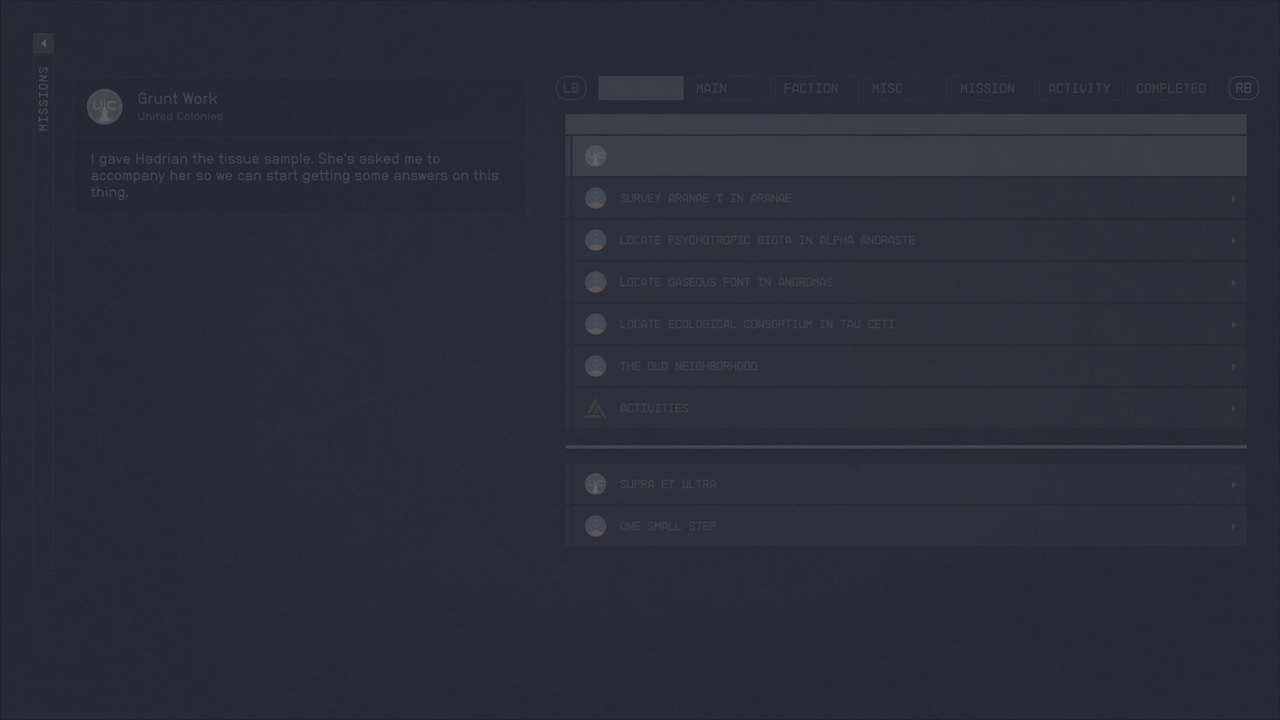 MISSIONS
UC
Grunt Work
United Colonies
I gave Hadrian the tissue sample. She's asked me to
accompany her so we can start getting some answers on this
thing.
LB
MAIN
FACTION
MISC
MISSION
ACTIVITY
COMPLETED
RB
SURVEY ARANAE I IN ARANAE
LOCATE PSYCHOTROPIC BIOTA IN ALPHA ANDRASTE
LOCATE GASEOUS FONT IN ANDROMAS
LOCATE ECOLOGICAL CONSORTIUM IN TAU CETI
THE OLD NEIGHBORHOOD
ACTIVITIES
SUPRA ET ULTRA
ONE SMALL STEP